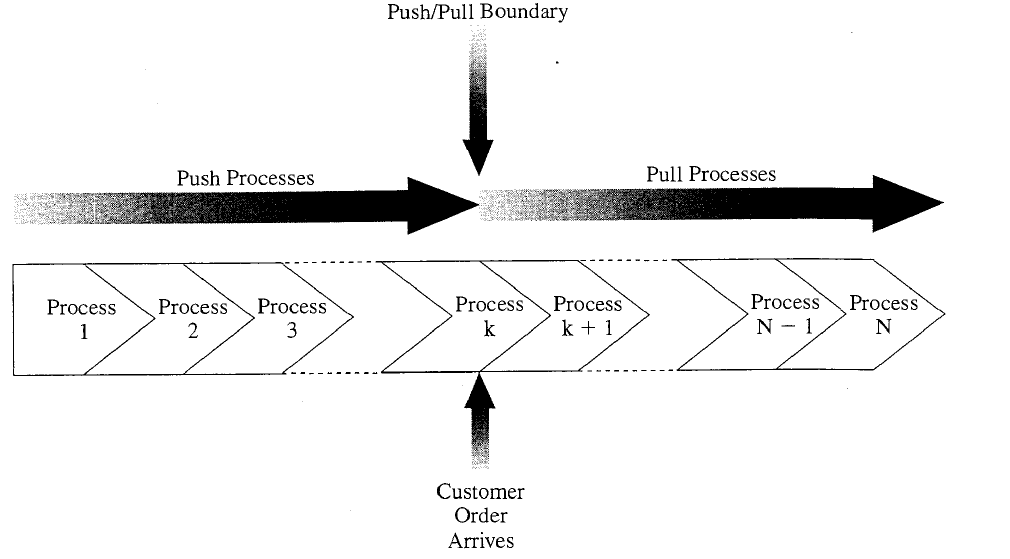 Push/Pull Boundary
Push Processes
Pull Processes
Process
1
Process
2
Process
3
Process
k
Process
k + 1
Process
N − 1
Process
N
Customer
Order
Arrives